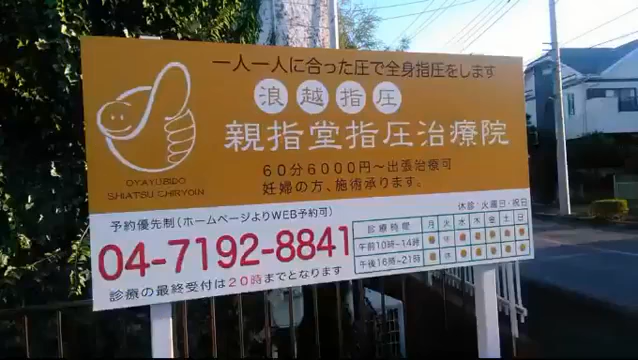 一人一人に合った圧で全身指圧をします
浪越指圧
親指堂指圧治療院
OYAYUBIDO
SHIATSU CHIRYOIN
60分6000円～出張治療可
妊婦の方、施術承ります。
予約優先制(ホームページよりWEB予約可)
04-7192-8841
診療の最終受付は20時までとなります
休診:火曜日・祝日
診療時間 月 火 水 木 金 土 日
午前10時~14時 ● 休 ● ● ● ● ●
午後16時~21時 ● 休 ● ● ● ● ●